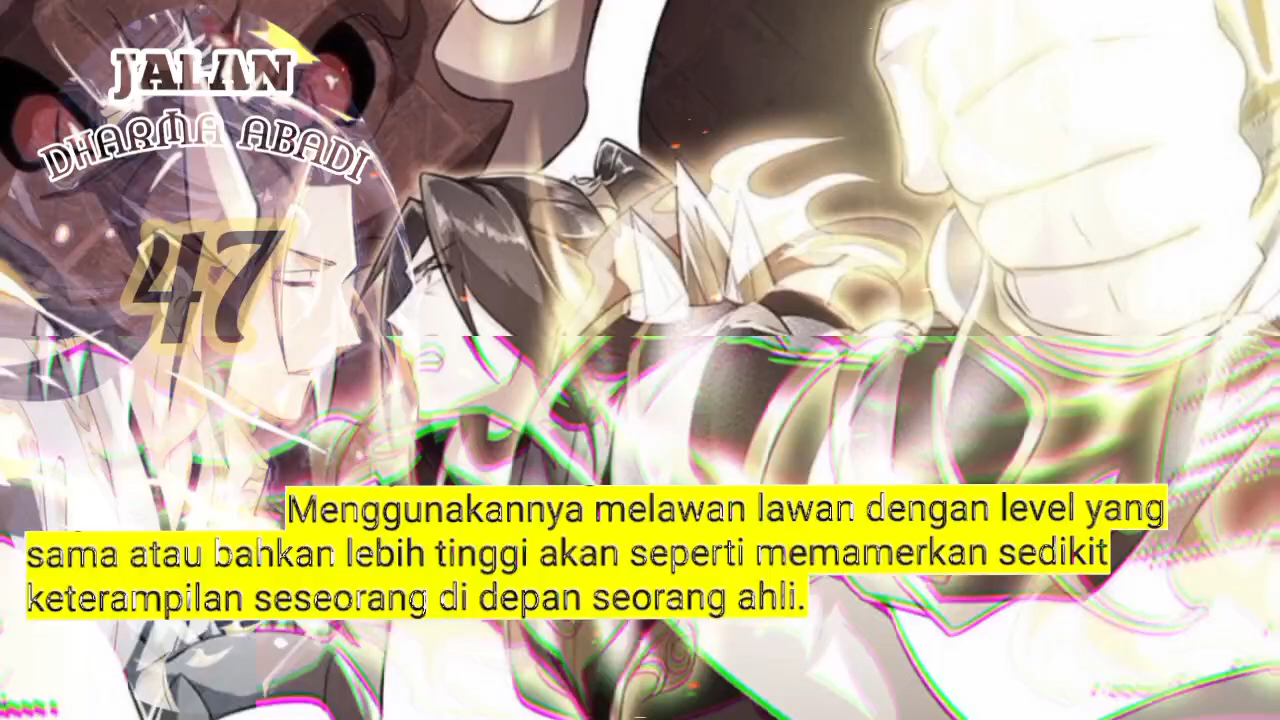 JALAN
DHARMA ABADI
47
Menggunakannya melawan lawan dengan level yang
sama atau bahkan lebih tinggi akan seperti memamerkan sedikit
keterampilan seseorang di depan seorang ahli.